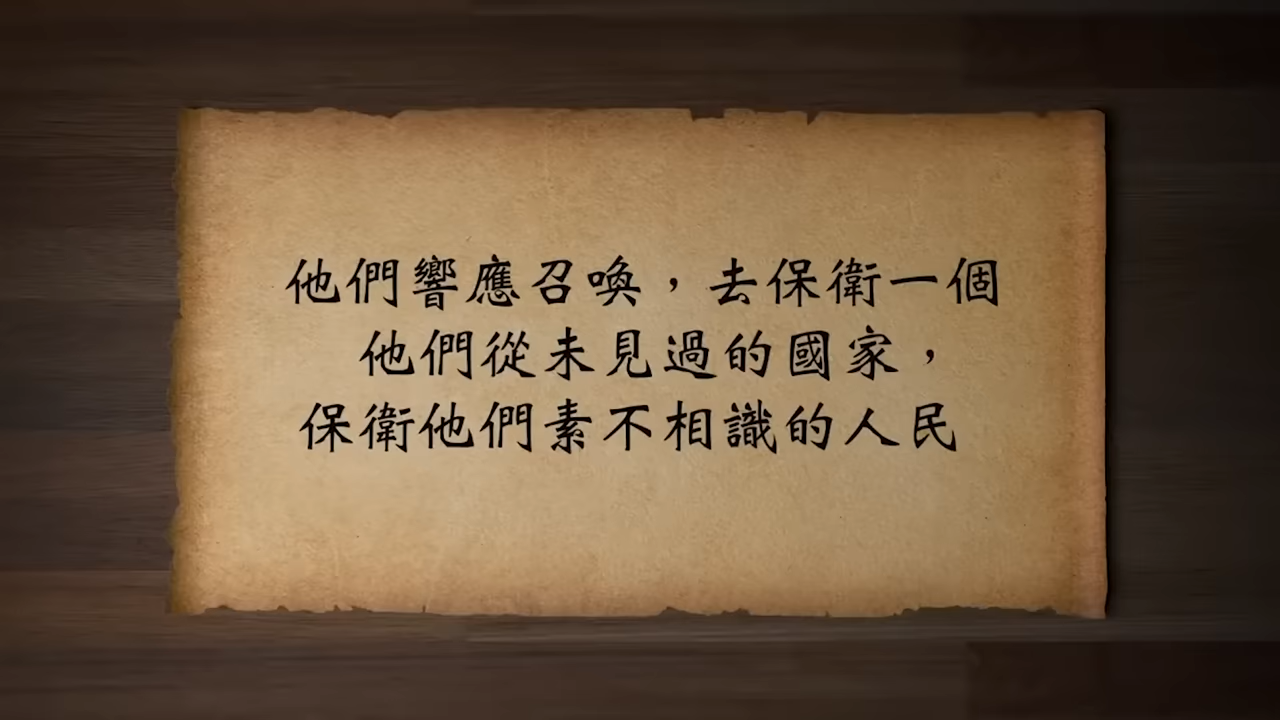 他們響應召喚，去保衛一個
他們從未見過的國家，
保衛他們素不相識的人民